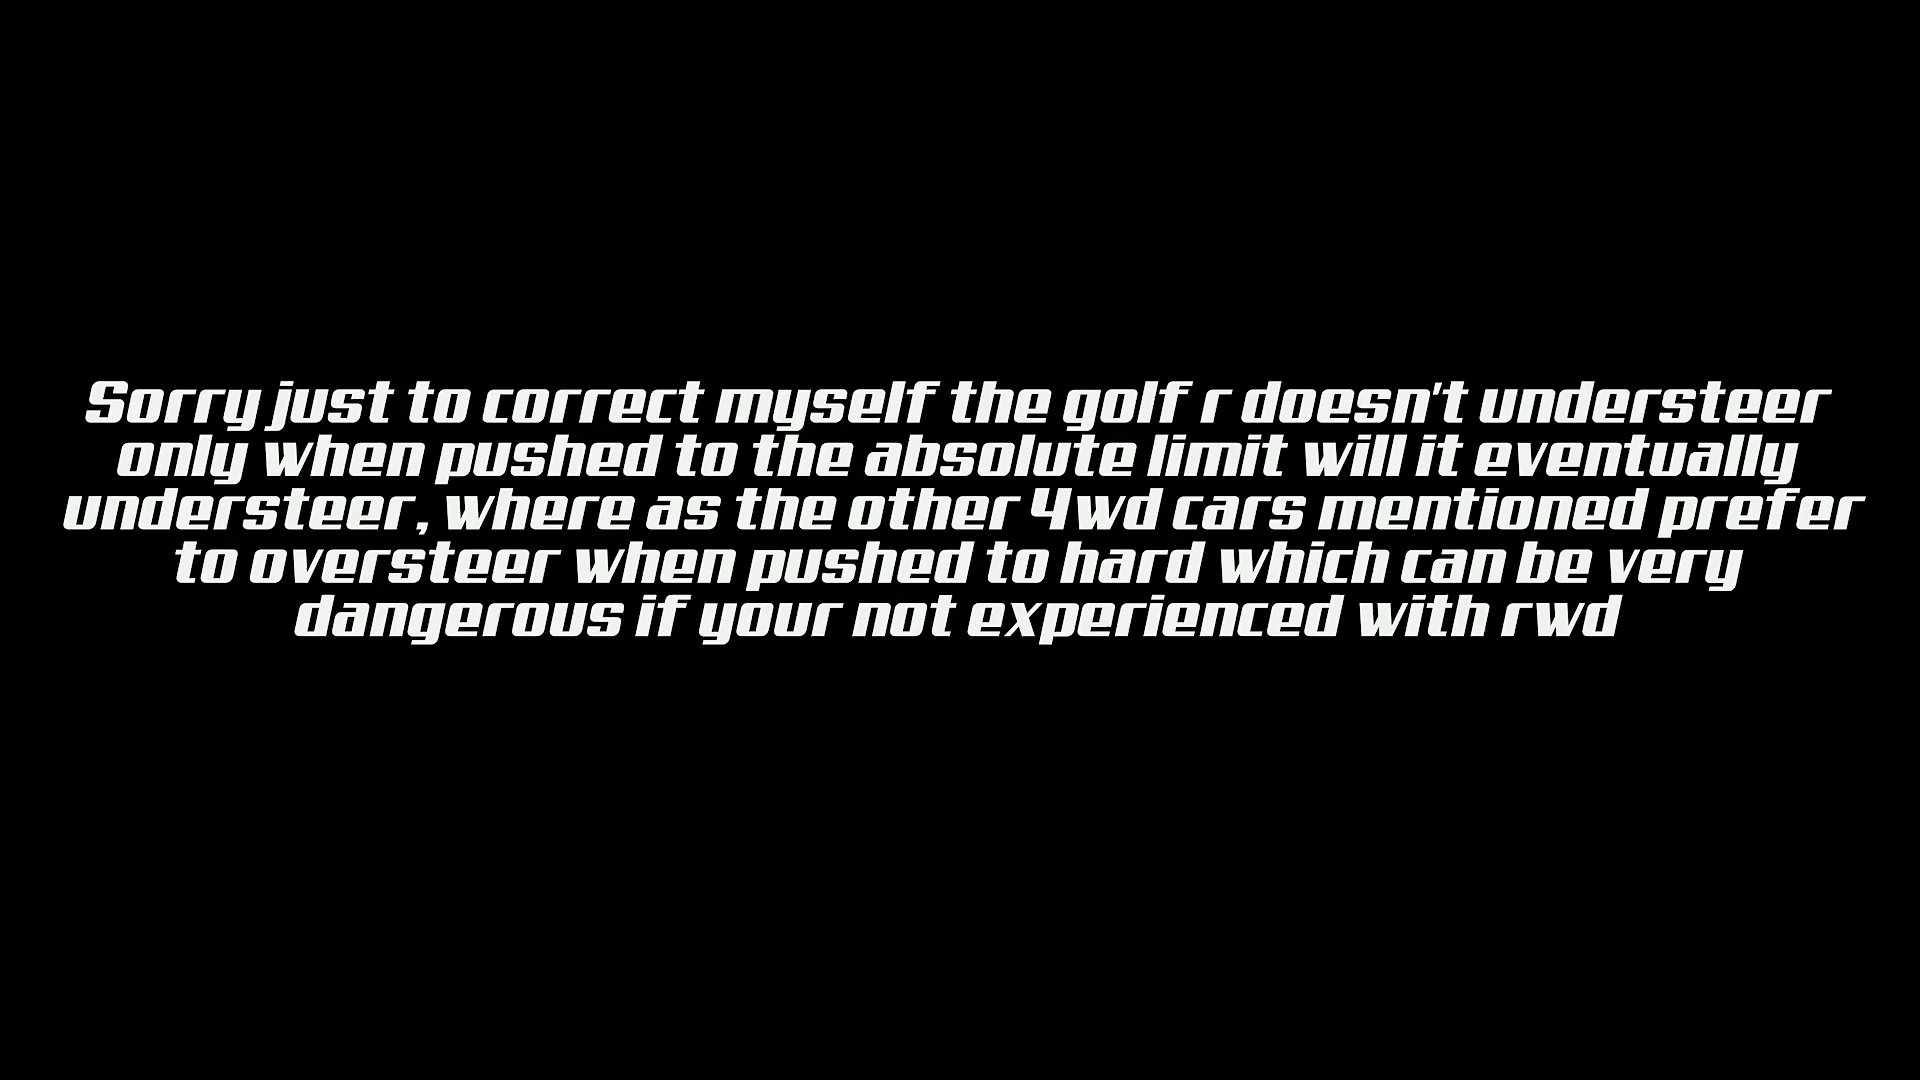 Sorry just to correct myself the golf r doesn't understeer
only when pushed to the absolute limit will it eventually
understeer, where as the other 4wd cars mentioned prefer
to oversteer when pushed to hard which can be very
dangerous if your not experienced with rwd